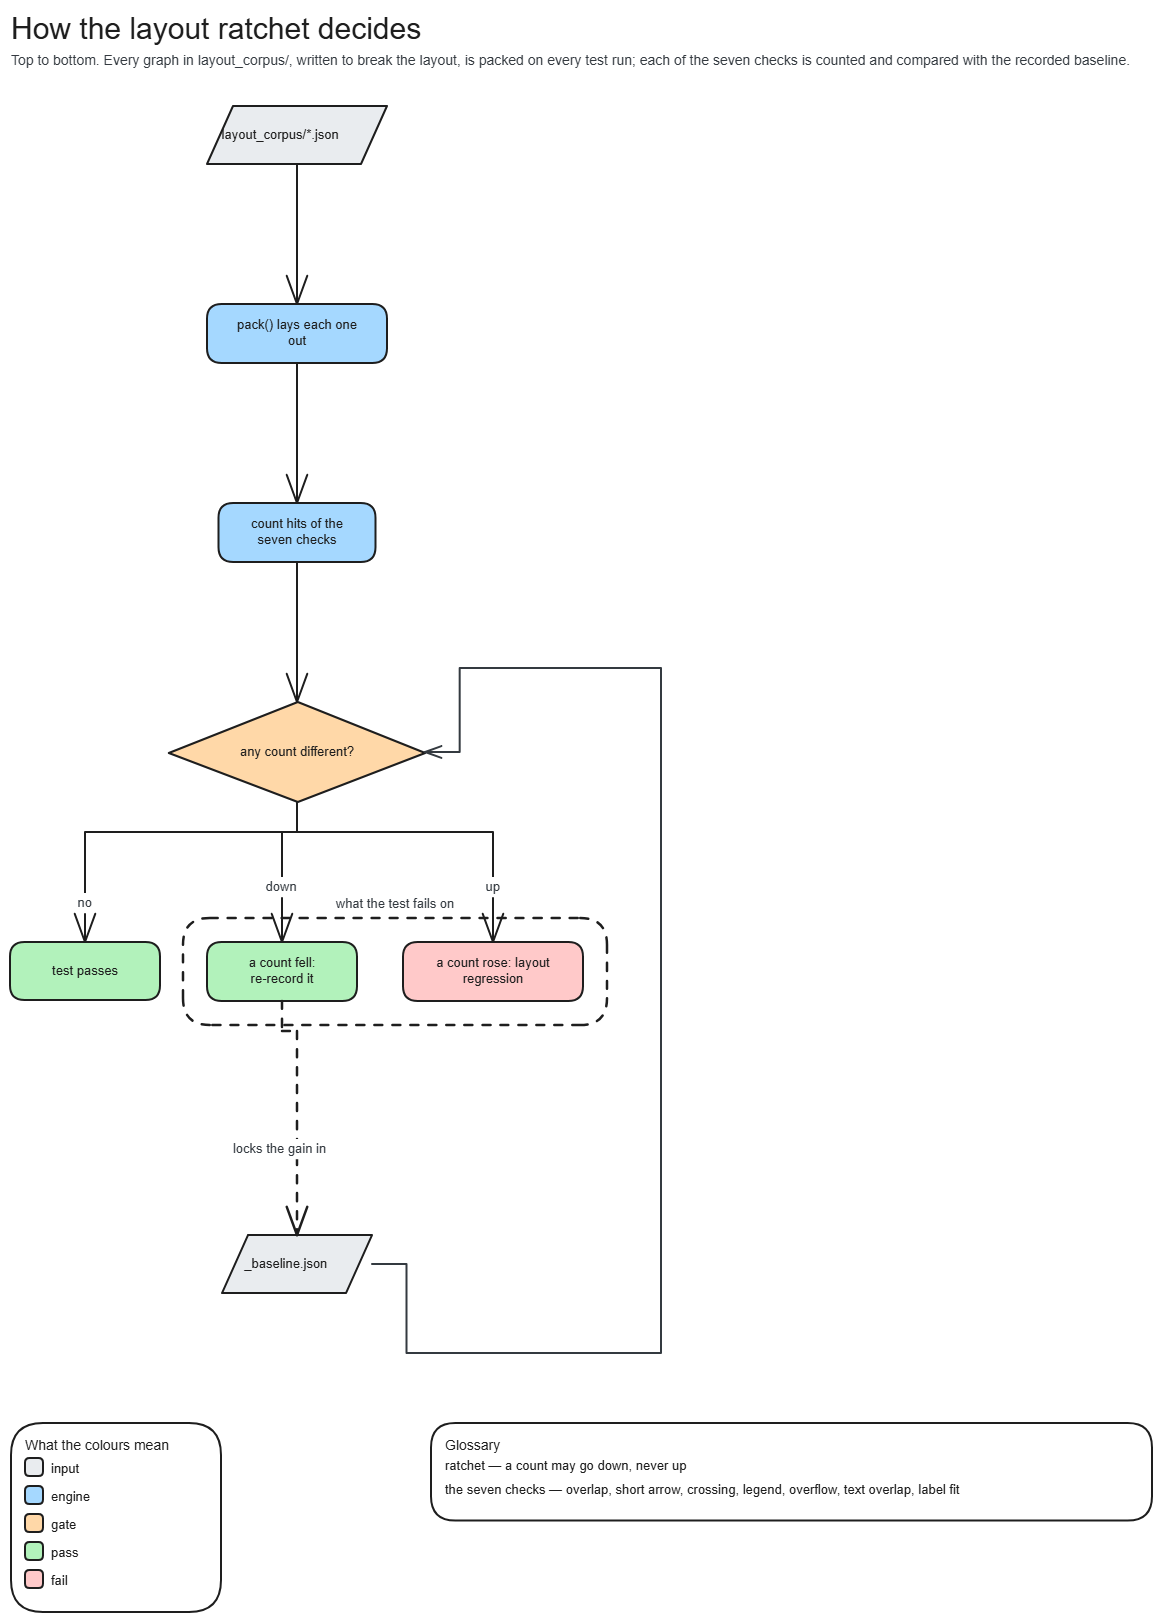 How the layout ratchet decides
Top to bottom. Every graph in layout_corpus/, written to break the layout, is packed on every test run; each of the seven checks is counted and compared with the recorded baseline.
layout_corpus/*.json
pack() lays each one
out
count hits of the
seven checks
any count different?
no
down
up
what the test fails on
test passes
a count fell:
re-record it
a count rose: layout
regression
locks the gain in
_baseline.json
What the colours mean
input
engine
gate
pass
fail
Glossary
ratchet — a count may go down, never up
the seven checks — overlap, short arrow, crossing, legend, overflow, text overlap, label fit